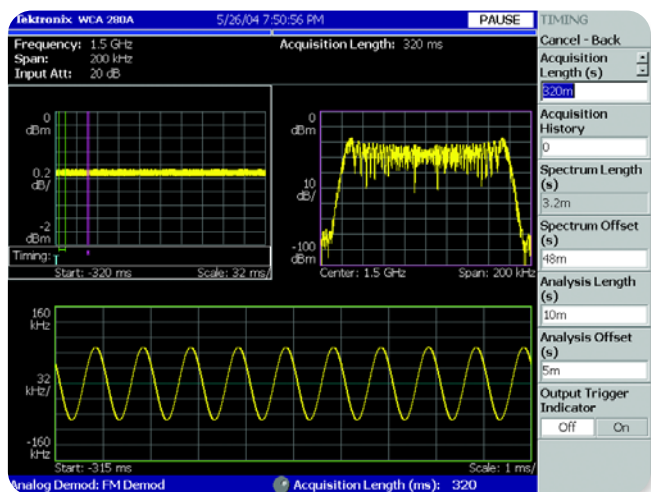 Tektronix WCA 280A 5/26/04 7:50:56 PM PAUSE TIMING
Frequency: 1.5 GHz
Span: 200 kHz
Input Att: 20 dB
Acquisition Length: 320 ms
0
dBm
0.2
dB/
-2
dBm
Timing:
Start: -320 ms Scale: 32 ms/
0
dBm
10
dB/
-100
dBm
Center: 1.5 GHz Span: 200 kHz
160
kHz
32
kHz/
-160
kHz
Start: -315 ms Scale: 1 ms/
Analog Demod: FM Demod Acquisition Length (ms): 320
Cancel - Back
Acquisition
Length (s)
320m
Acquisition
History
0
Spectrum Length
(s)
3.2m
Spectrum Offset
(s)
48m
Analysis Length
(s)
10m
Analysis Offset
(s)
5m
Output Trigger
Indicator
Off On